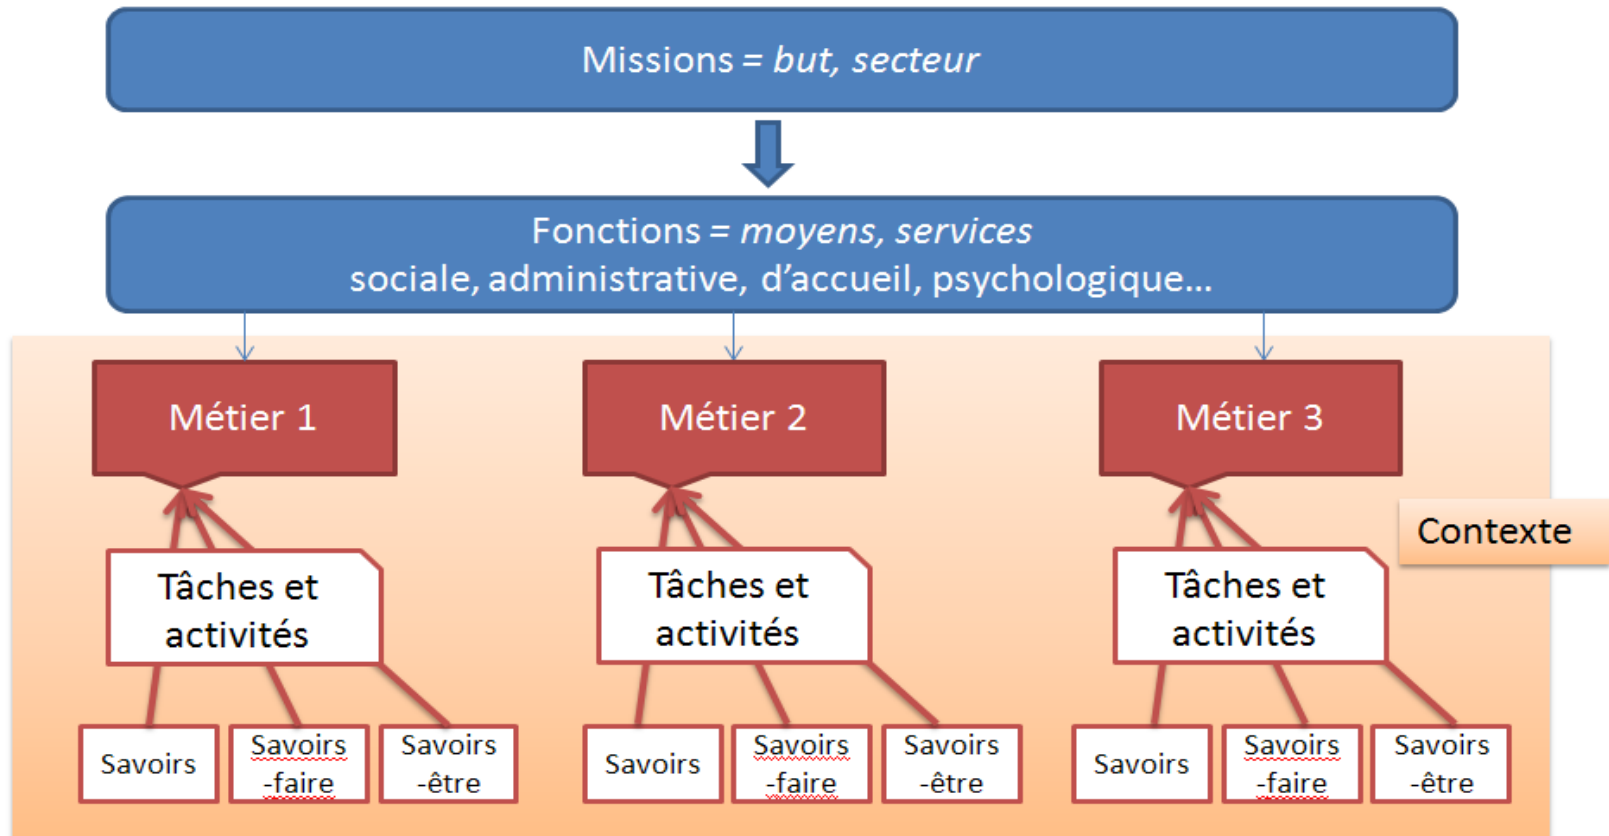 Missions = but, secteur
Fonctions = moyens, services
sociale, administrative, d’accueil, psychologique…
Métier 1
Métier 2
Métier 3
Contexte
Tâches et
activités
Tâches et
activités
Tâches et
activités
Savoirs
Savoirs
-faire
Savoirs
-être
Savoirs
Savoirs
-faire
Savoirs
-être
Savoirs
Savoirs
-faire
Savoirs
-être